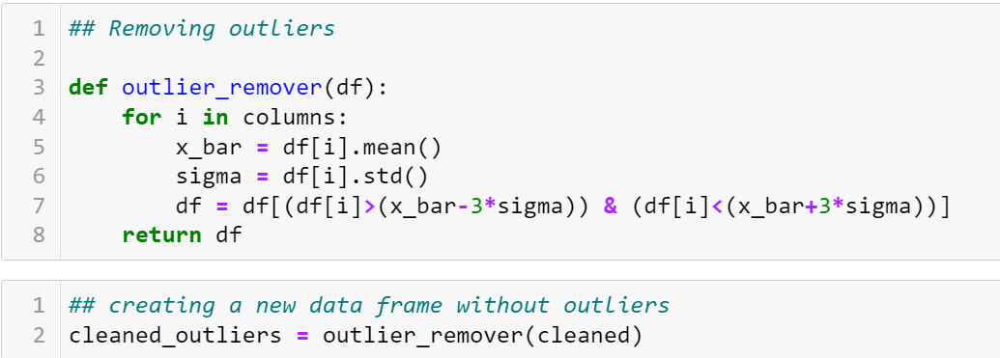 1 ## Removing outliers
2
3 def outlier_remover(df):
4     for i in columns:
5         x_bar = df[i].mean()
6         sigma = df[i].std()
7         df = df[(df[i]>(x_bar-3*sigma)) & (df[i]<(x_bar+3*sigma))]
8     return df
1 ## creating a new data frame without outliers
2 cleaned_outliers = outlier_remover(cleaned)